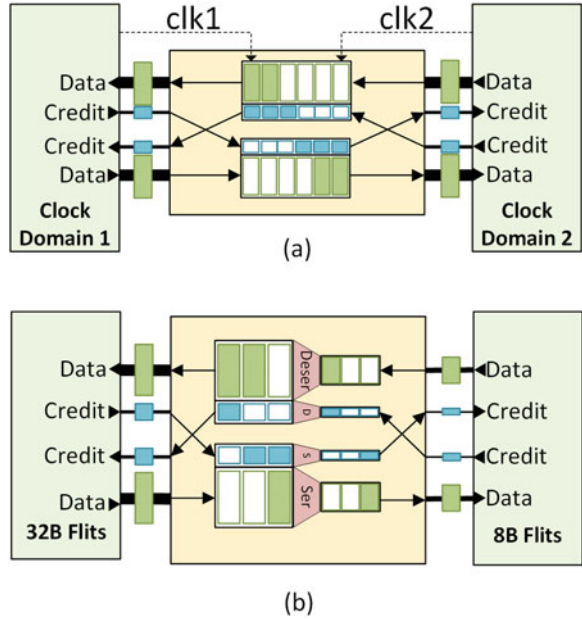 clk1 clk2
Data Data
Credit Credit
Credit Credit
Data Data
Clock Domain 1
Clock Domain 2
(a)
Data Deser Data
Credit D Credit
Credit S Credit
Data Ser Data
32B Flits 8B Flits
(b)